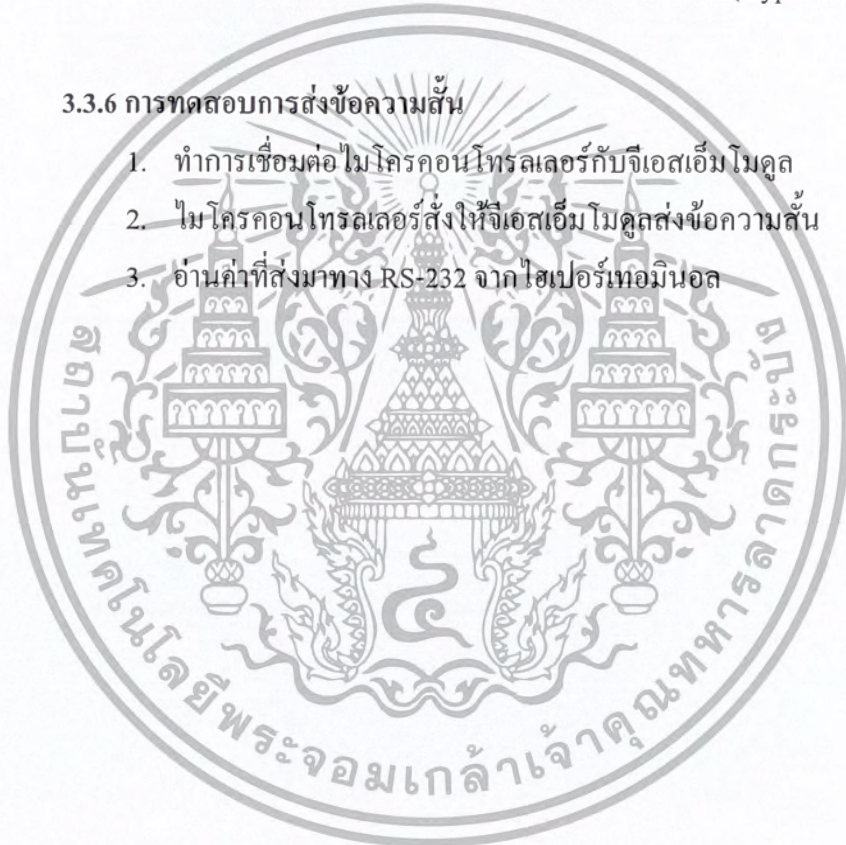 3.3.6 การทดสอบการส่งข้อความสั้น
1. ทำการเชื่อมต่อไมโครคอนโทรลเลอร์กับจีเอสเอ็มโมดูล
2. ไมโครคอนโทรลเลอร์สั่งให้จีเอสเอ็มโมดูลส่งข้อความสั้น
3. อ่านค่าที่ส่งมาทาง RS-232 จากไฮเปอร์เทอมินอล
สถาบันเทคโนโลยีพระจอมเกล้าเจ้าคุณทหารลาดกระบัง